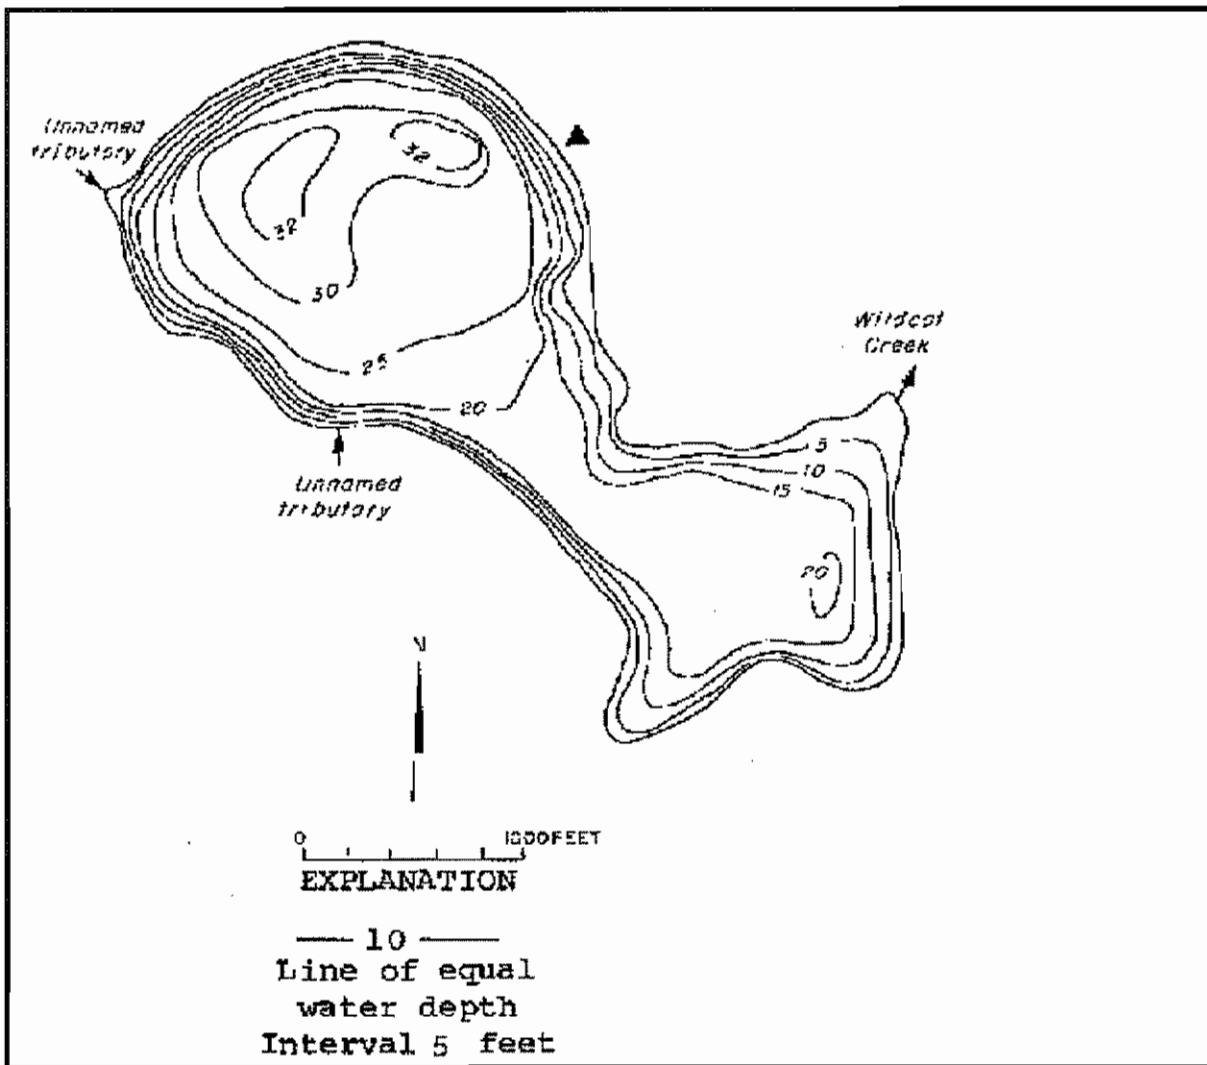 Unnamed
tributary
32
32
30
25
20
Wildcat
Creek
5
10
15
20
Unnamed
tributary
N
0 1000 FEET
EXPLANATION
10
Line of equal
water depth
Interval 5 feet